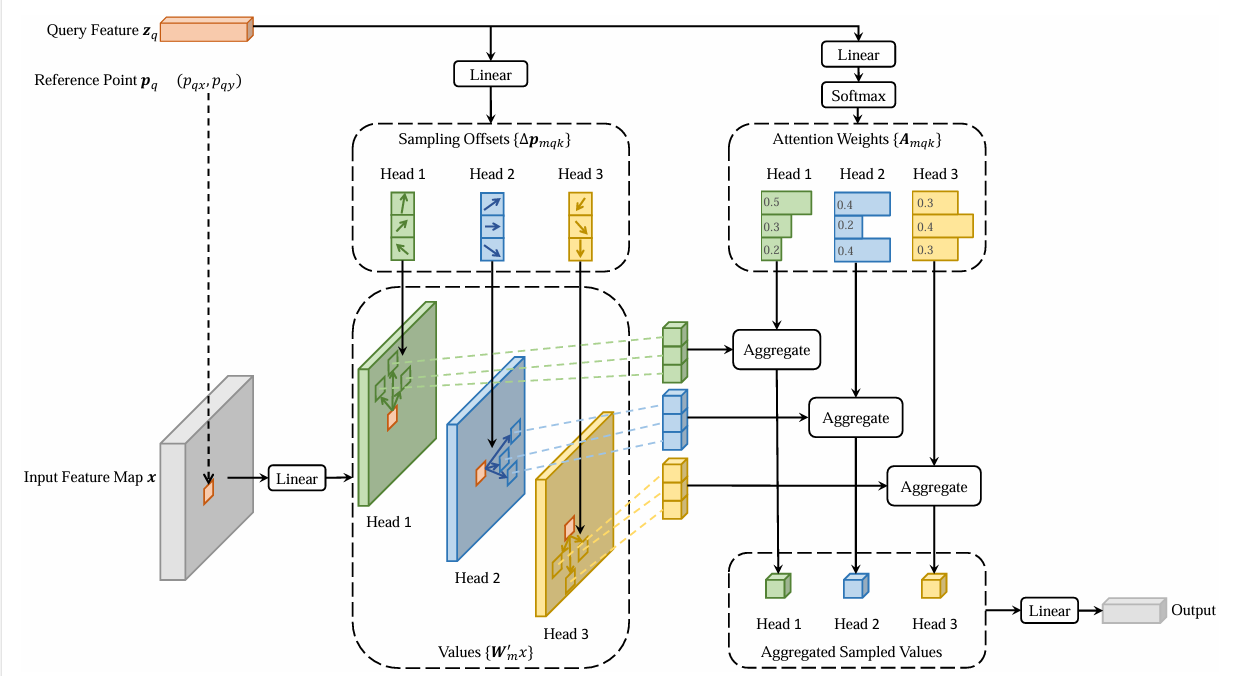 Query Feature z_q
Linear
Linear
Reference Point p_q (p_qx, p_qy)
Softmax
Sampling Offsets {Δp_mqk}
Attention Weights {A_mqk}
Head 1 Head 2 Head 3
Head 1 Head 2 Head 3
0.5 0.4 0.3
0.3 0.2 0.4
0.2 0.4 0.3
Aggregate
Aggregate
Aggregate
Input Feature Map x
Linear
Head 1
Head 2
Head 3
Values {W′_m x}
Head 1 Head 2 Head 3
Aggregated Sampled Values
Linear
Output